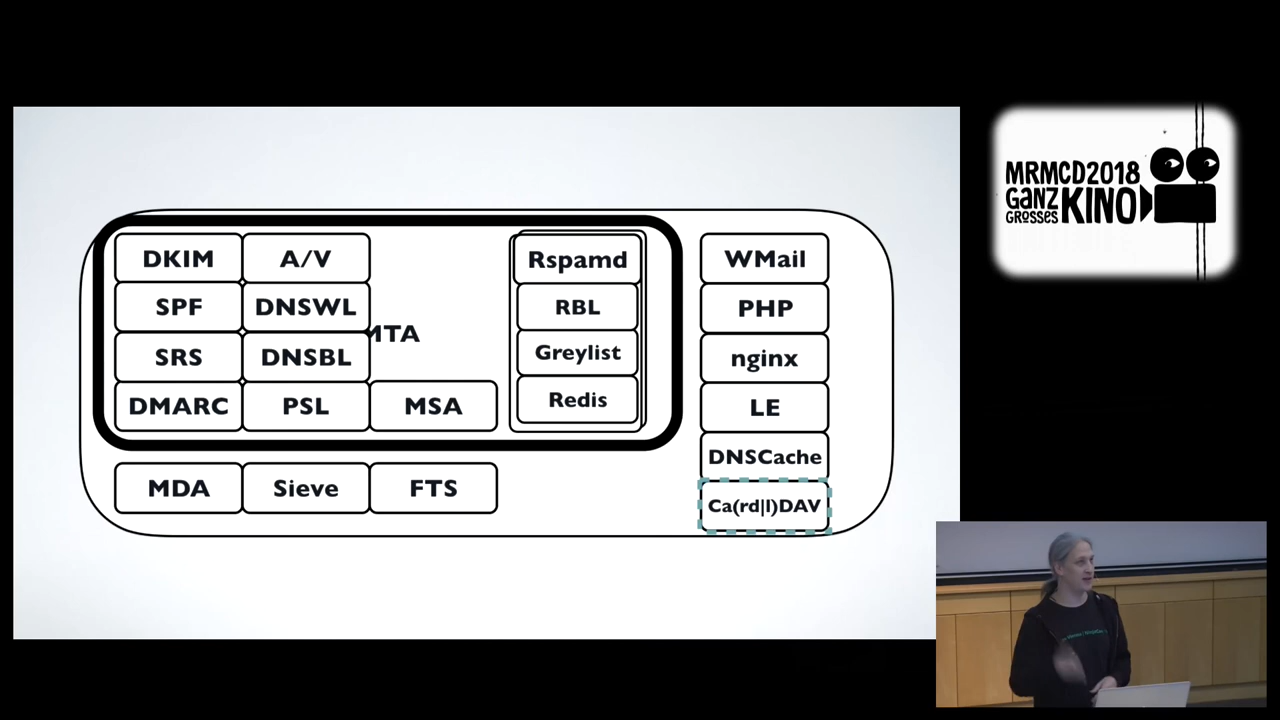 DKIM
A/V
SPF
DNSWL
SRS
DNSBL
DMARC
PSL
MSA
MTA
Rspamd
RBL
Greylist
Redis
MDA
Sieve
FTS
WMail
PHP
nginx
LE
DNSCache
Ca(rd|l)DAV
MRMCD2018
GANZ
GROSSES
KINO